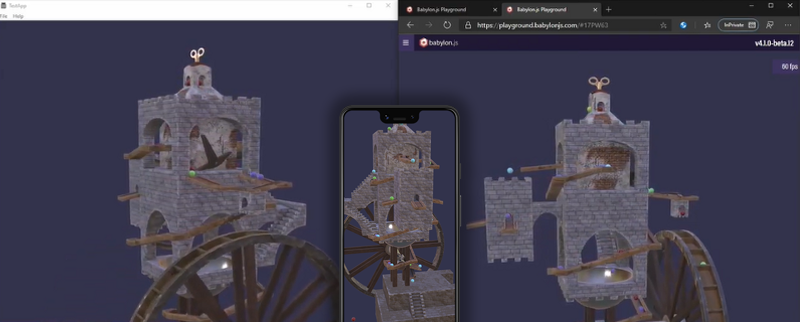 TestApp
File Help
Babylon.js Playground
Babylon.js Playground
https://playground.babylonjs.com/#17PW63
InPrivate
babylon.js
v4.1.0-beta.12
60 fps